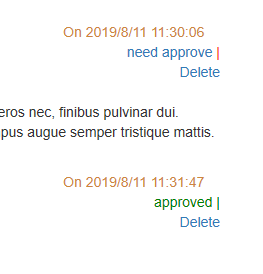 On 2019/8/11 11:30:06
need approve |
Delete
eros nec, finibus pulvinar dui.
pus augue semper tristique mattis.
On 2019/8/11 11:31:47
approved |
Delete